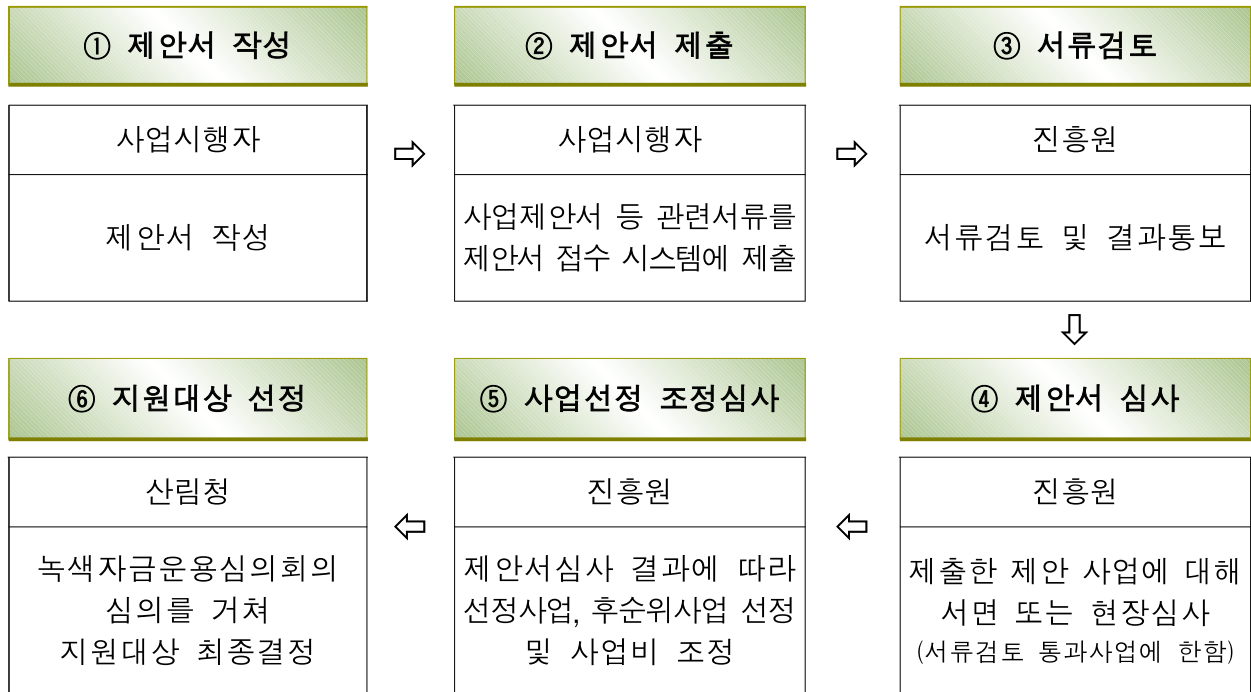 ① 제안서 작성
사업시행자
제안서 작성
② 제안서 제출
사업시행자
사업제안서 등 관련서류를
제안서 접수 시스템에 제출
③ 서류검토
진흥원
서류검토 및 결과통보
④ 제안서 심사
진흥원
제출한 제안 사업에 대해
서면 또는 현장심사
(서류검토 통과사업에 한함)
⑤ 사업선정 조정심사
진흥원
제안서심사 결과에 따라
선정사업, 후순위사업 선정
및 사업비 조정
⑥ 지원대상 선정
산림청
녹색자금운용심의회의
심의를 거쳐
지원대상 최종결정